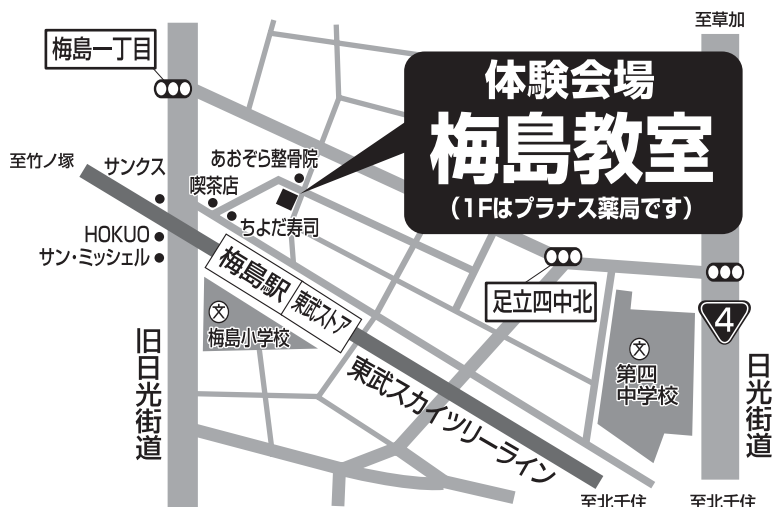 至草加
梅島一丁目
体験会場
梅島教室
（1Fはプラナス薬局です）
至竹ノ塚
サンクス
あおぞら整骨院
喫茶店
ちよだ寿司
HOKUO
サン・ミッシェル
梅島駅
東武ストア
足立四中北
4
文
梅島小学校
文
第四
中学校
旧日光街道
東武スカイツリーライン
日光街道
至北千住
至北千住